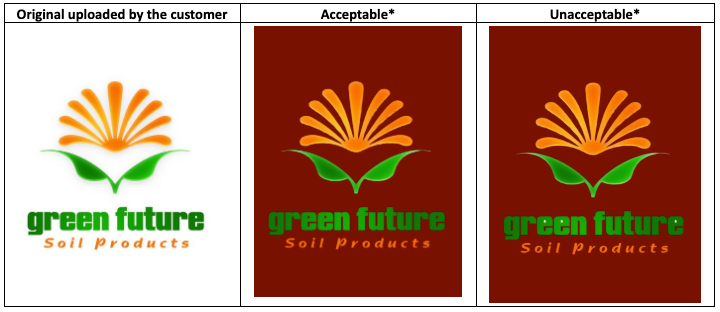 Original uploaded by the customer
Acceptable*
Unacceptable*
green future
Soil Products
green future
Soil Products
green future
Soil Products